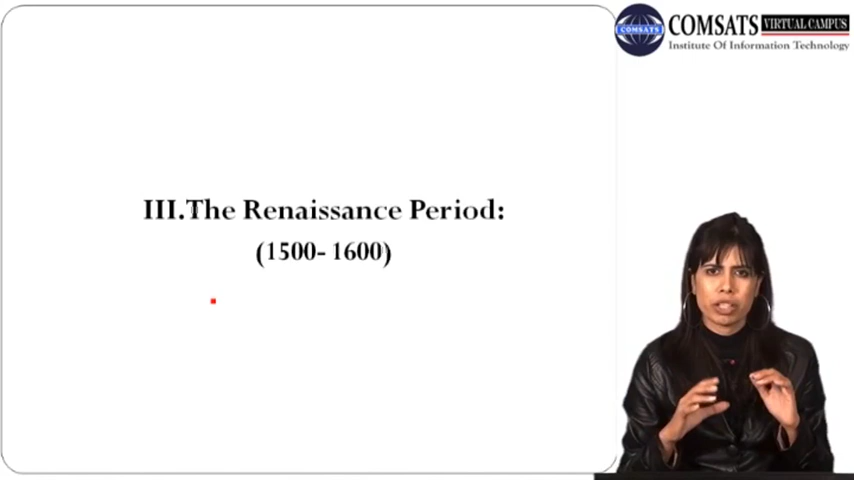 COMSATS COMSATS VIRTUAL CAMPUS
Institute Of Information Technology
III.The Renaissance Period:
(1500- 1600)